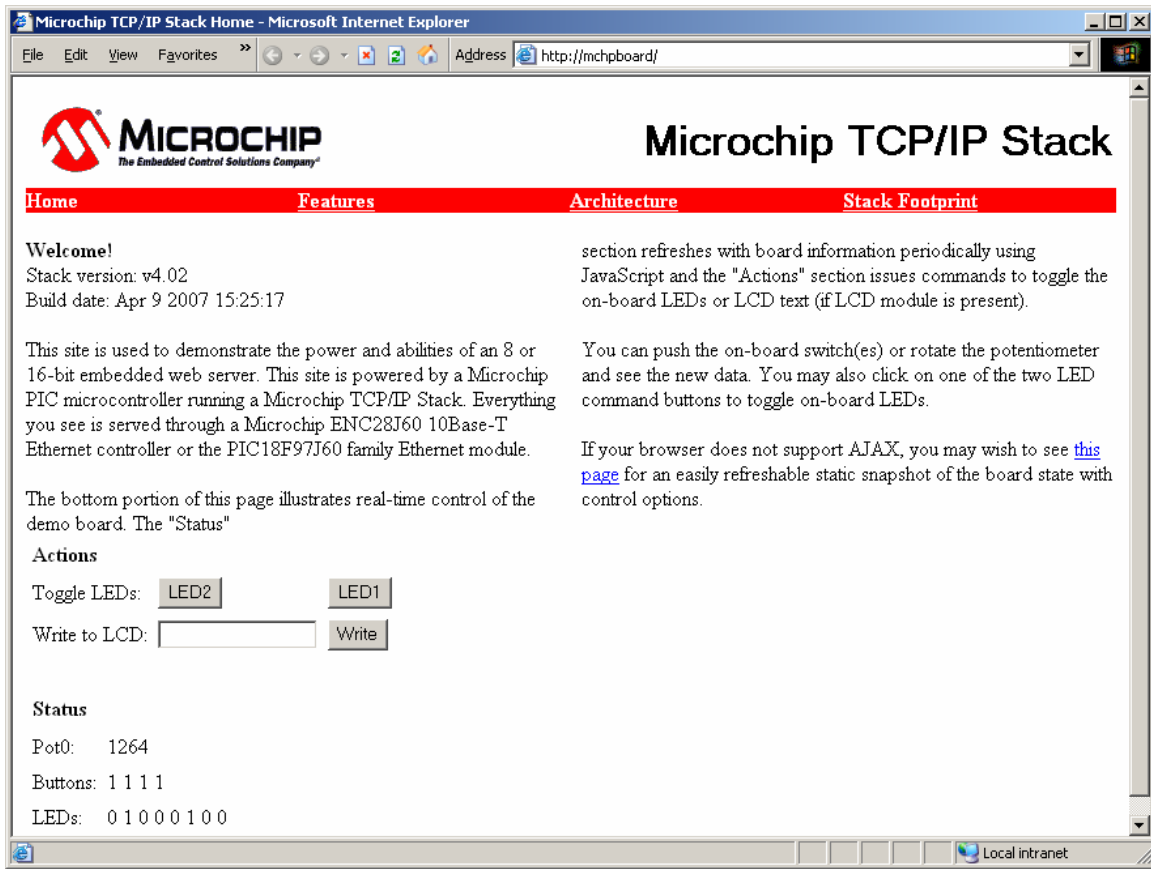 Microchip TCP/IP Stack Home - Microsoft Internet Explorer
File Edit View Favorites » Address http://mchpboard/
MICROCHIP
The Embedded Control Solutions Company®
Microchip TCP/IP Stack
Home Features Architecture Stack Footprint
Welcome!
Stack version: v4.02
Build date: Apr 9 2007 15:25:17
This site is used to demonstrate the power and abilities of an 8 or
16-bit embedded web server. This site is powered by a Microchip
PIC microcontroller running a Microchip TCP/IP Stack. Everything
you see is served through a Microchip ENC28J60 10Base-T
Ethernet controller or the PIC18F97J60 family Ethernet module.
The bottom portion of this page illustrates real-time control of the
demo board. The "Status"
section refreshes with board information periodically using
JavaScript and the "Actions" section issues commands to toggle the
on-board LEDs or LCD text (if LCD module is present).
You can push the on-board switch(es) or rotate the potentiometer
and see the new data. You may also click on one of the two LED
command buttons to toggle on-board LEDs.
If your browser does not support AJAX, you may wish to see this
page for an easily refreshable static snapshot of the board state with
control options.
Actions
Toggle LEDs: LED2 LED1
Write to LCD: Write
Status
Pot0: 1264
Buttons: 1 1 1 1
LEDs: 0 1 0 0 0 1 0 0
Local intranet